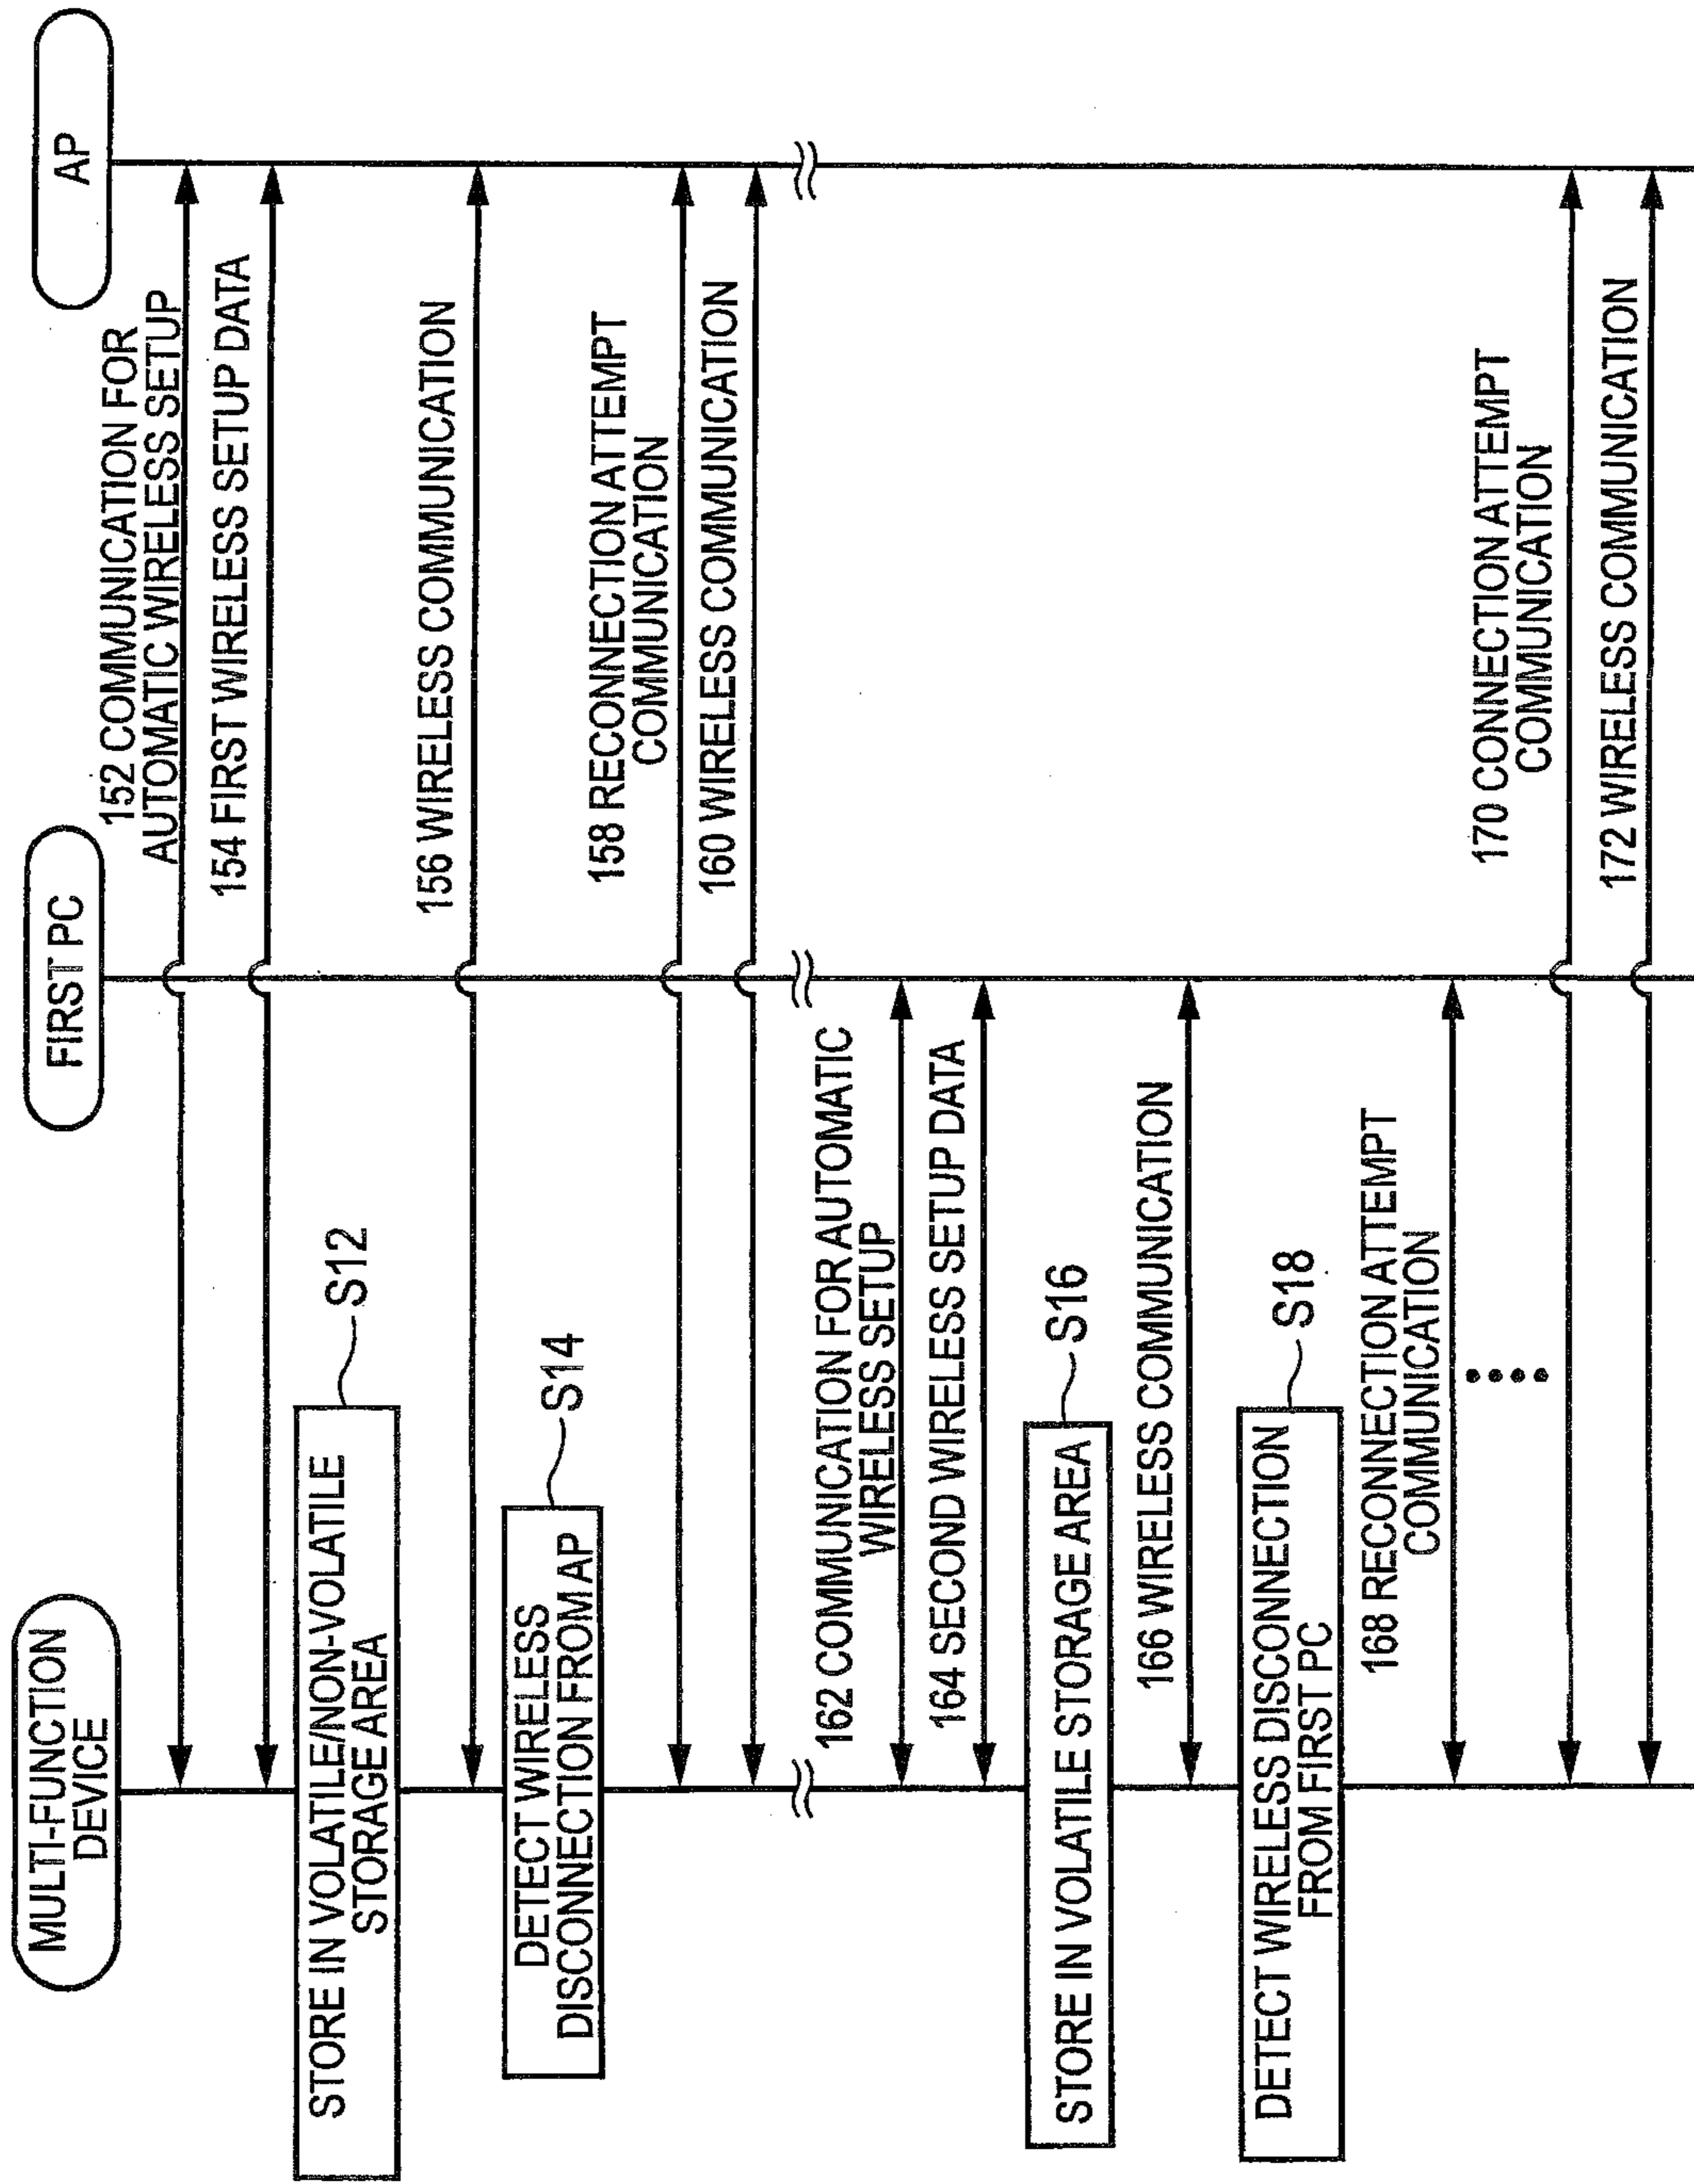 MULTI-FUNCTION
DEVICE
FIRST PC
AP
152 COMMUNICATION FOR
AUTOMATIC WIRELESS SETUP
154 FIRST WIRELESS SETUP DATA
STORE IN VOLATILE/NON-VOLATILE
STORAGE AREA
S12
156 WIRELESS COMMUNICATION
DETECT WIRELESS
DISCONNECTION FROM AP
S14
158 RECONNECTION ATTEMPT
COMMUNICATION
160 WIRELESS COMMUNICATION
162 COMMUNICATION FOR AUTOMATIC
WIRELESS SETUP
164 SECOND WIRELESS SETUP DATA
STORE IN VOLATILE STORAGE AREA
S16
166 WIRELESS COMMUNICATION
DETECT WIRELESS DISCONNECTION
FROM FIRST PC
S18
168 RECONNECTION ATTEMPT
COMMUNICATION
170 CONNECTION ATTEMPT
COMMUNICATION
172 WIRELESS COMMUNICATION